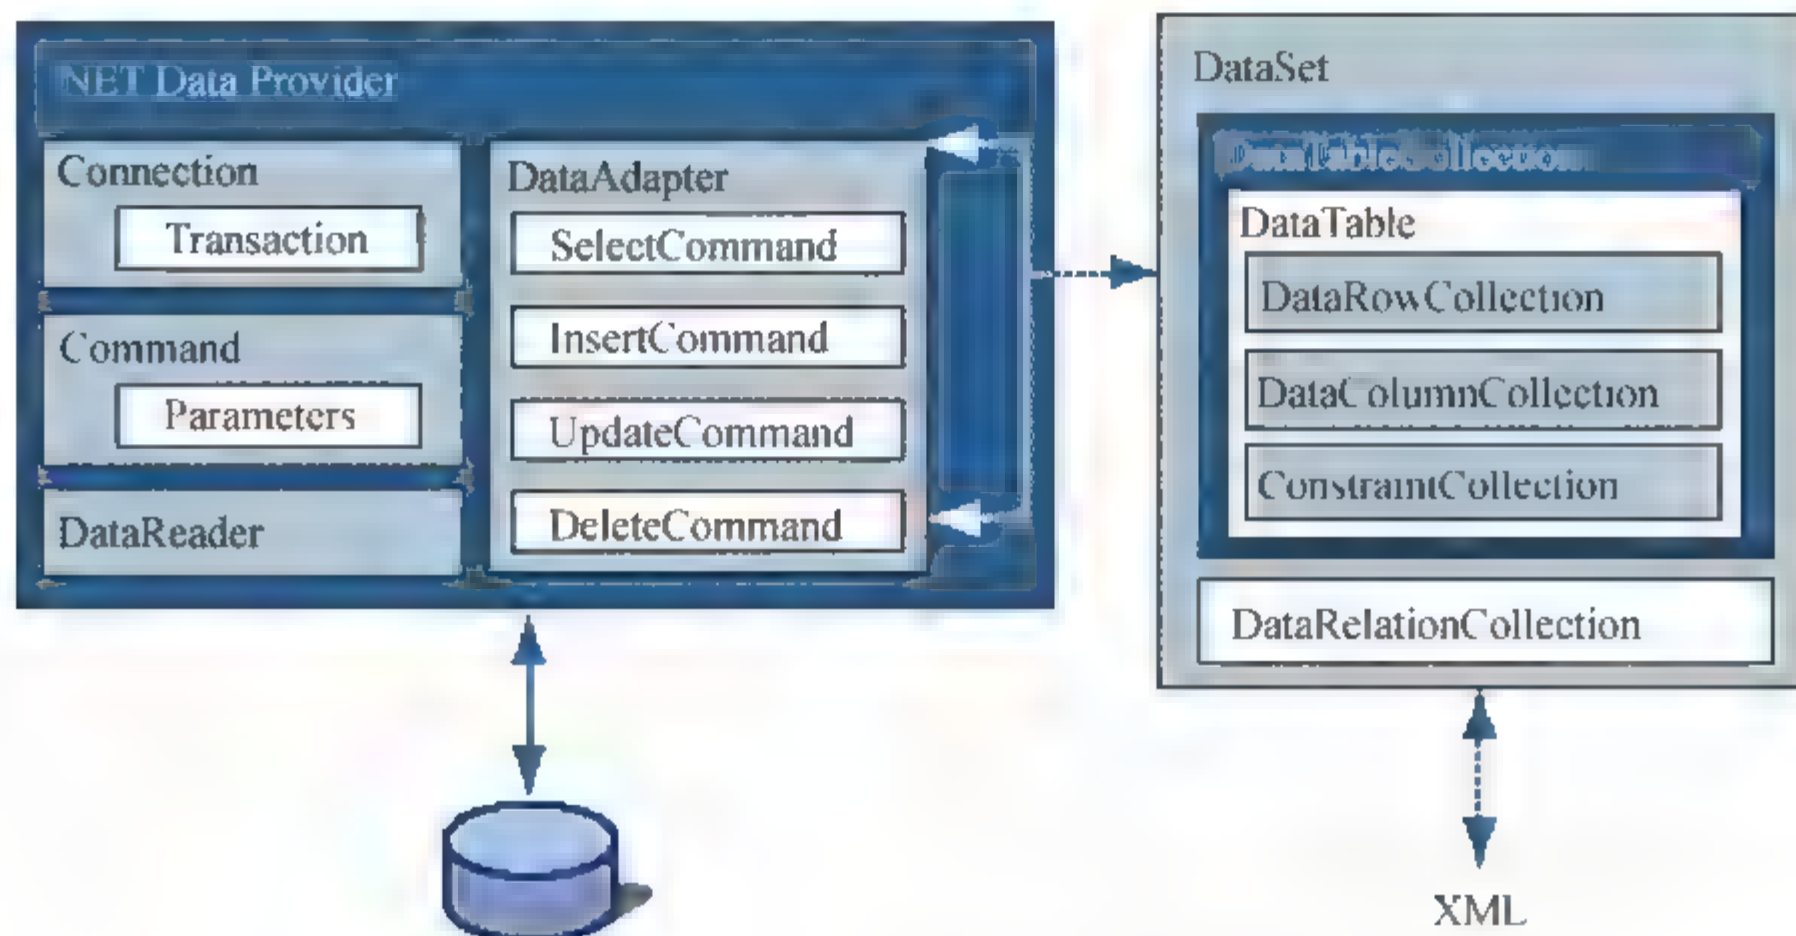 NET Data Provider
Connection
Transaction
Command
Parameters
DataReader
DataAdapter
SelectCommand
InsertCommand
UpdateCommand
DeleteCommand
DataSet
DataTableCollection
DataTable
DataRowCollection
DataColumnCollection
ConstraintCollection
DataRelationCollection
XML